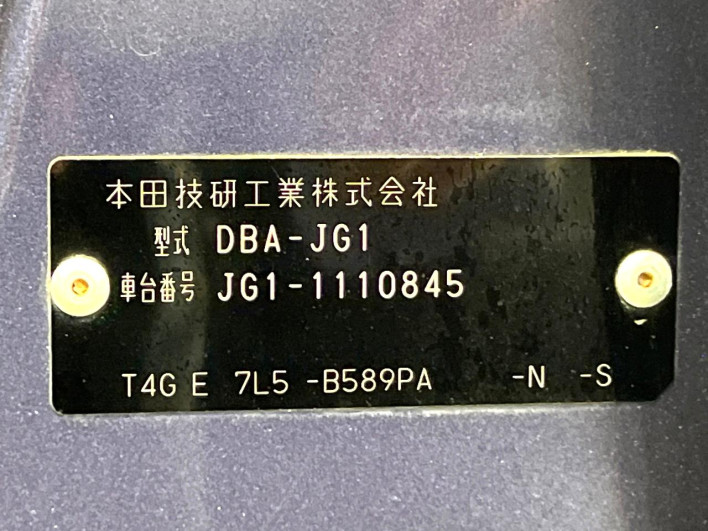 本田技研工業株式会社
型式 DBA-JG1
車台番号 JG1-1110845
T4G E 7L5 -B589PA -N -S